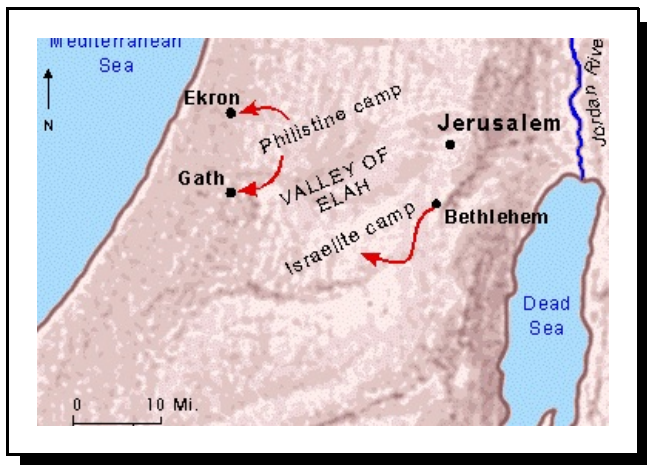 Mediterranean
Sea
N
Ekron
Philistine camp
Jerusalem
Jordan Rive
Gath
VALLEY OF
ELAH
Israelite camp
Bethlehem
Dead
Sea
0 10 Mi.